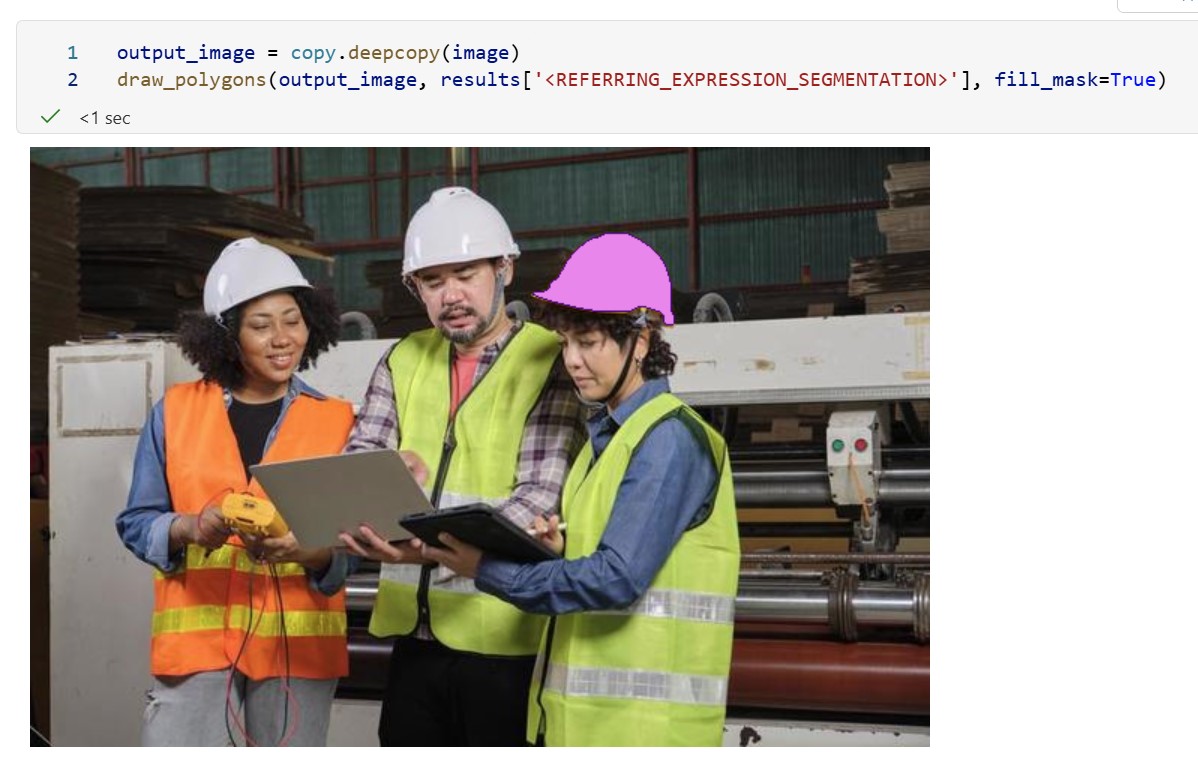 1 output_image = copy.deepcopy(image)
2 draw_polygons(output_image, results['<REFERRING_EXPRESSION_SEGMENTATION>'], fill_mask=True)
<1 sec